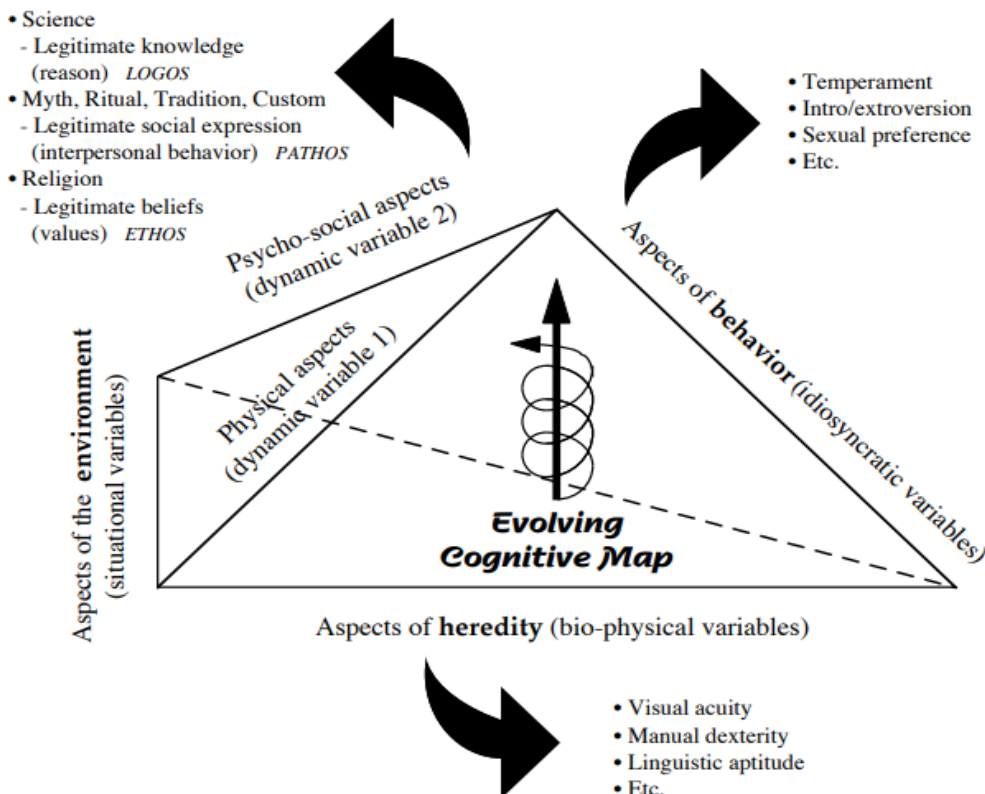 • Science
- Legitimate knowledge
(reason) LOGOS
• Myth, Ritual, Tradition, Custom
- Legitimate social expression
(interpersonal behavior) PATHOS
• Religion
- Legitimate beliefs
(values) ETHOS
• Temperament
• Intro/extroversion
• Sexual preference
• Etc.
Psycho-social aspects
(dynamic variable 2)
Physical aspects
(dynamic variable 1)
Aspects of behavior (idiosyncratic variables)
Aspects of the environment
(situational variables)
Evolving
Cognitive Map
Aspects of heredity (bio-physical variables)
• Visual acuity
• Manual dexterity
• Linguistic aptitude
• Etc.